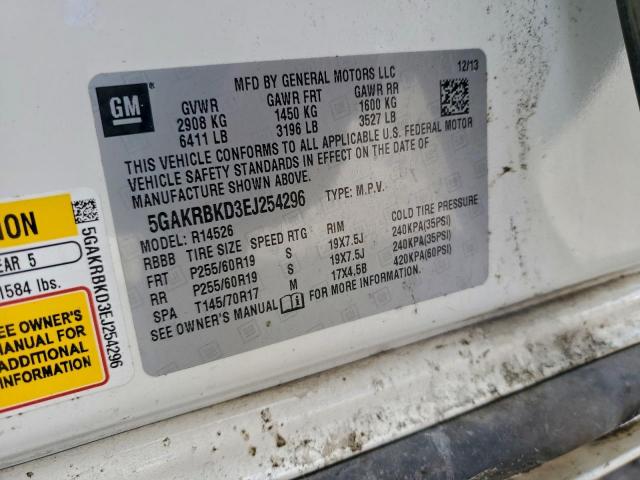 MFD BY GENERAL MOTORS LLC 12/13
GM
GVWR GAWR FRT GAWR RR
2908 KG 1450 KG 1600 KG
6411 LB 3196 LB 3527 LB
THIS VEHICLE CONFORMS TO ALL APPLICABLE U.S. FEDERAL MOTOR
VEHICLE SAFETY STANDARDS IN EFFECT ON THE DATE OF
MANUFACTURE SHOWN ABOVE.
5GAKRBKD3EJ254296 TYPE: M.P.V.
MODEL: R14526
RBBB TIRE SIZE SPEED RTG RIM COLD TIRE PRESSURE
FRT P255/60R19 S 19X7.5J 240KPA(35PSI)
RR P255/60R19 S 19X7.5J 240KPA(35PSI)
SPA T145/70R17 M 17X4,5B 420KPA(60PSI)
SEE OWNER'S MANUAL FOR MORE INFORMATION.
ION
EAR 5
1584 lbs.
SEE OWNER'S
MANUAL FOR
ADDITIONAL
INFORMATION
5GAKRBKD3EJ254296